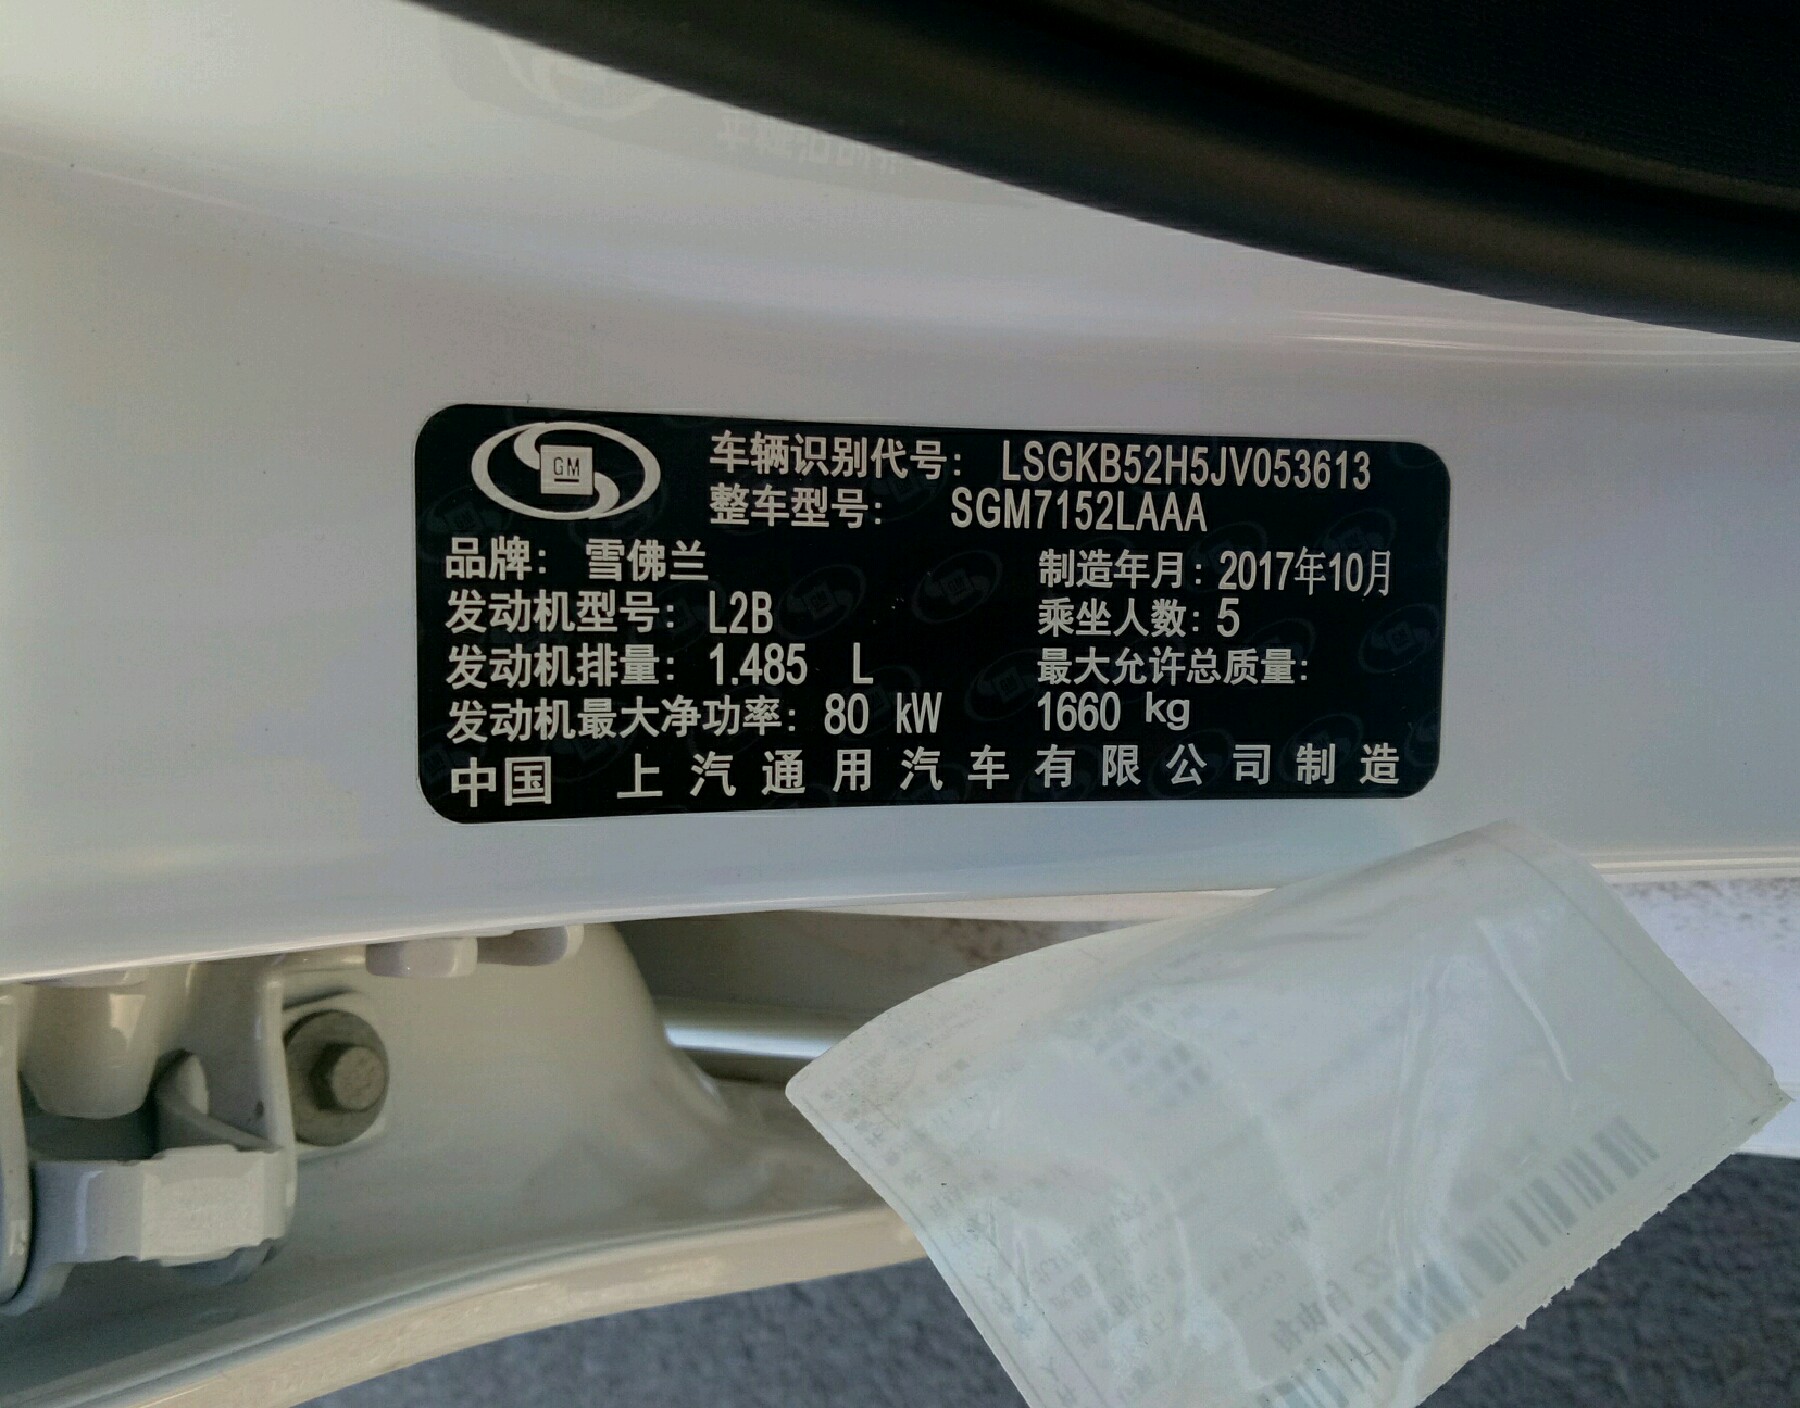 GM
车辆识别代号: LSGKB52H5JV053613
整车型号: SGM7152LAAA
品牌: 雪佛兰
制造年月: 2017年10月
发动机型号: L2B
乘坐人数: 5
发动机排量: 1.485 L
最大允许总质量:
发动机最大净功率: 80 kW
1660 kg
中国 上汽通用汽车有限公司制造